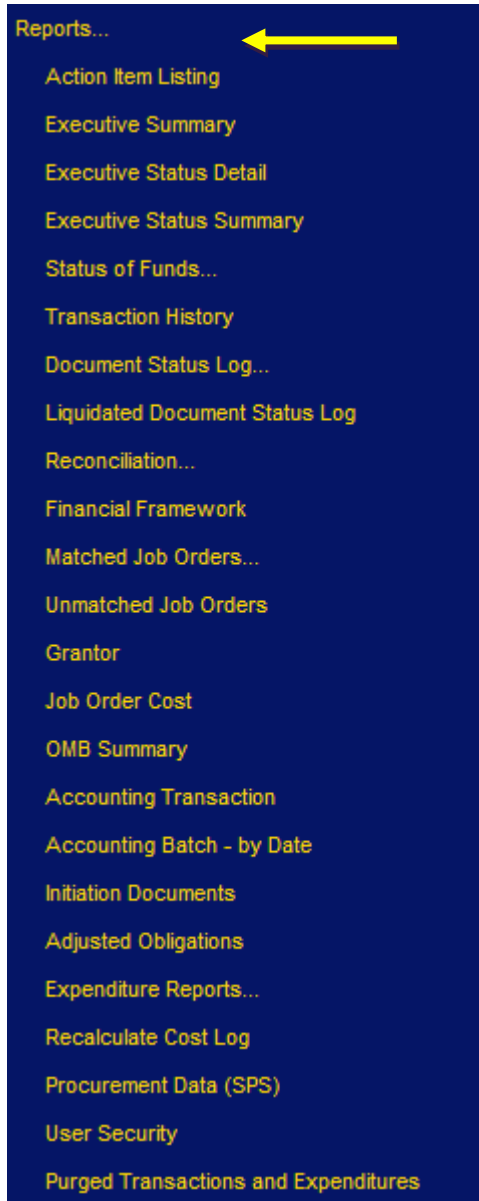 Reports...
Action Item Listing
Executive Summary
Executive Status Detail
Executive Status Summary
Status of Funds...
Transaction History
Document Status Log...
Liquidated Document Status Log
Reconciliation...
Financial Framework
Matched Job Orders...
Unmatched Job Orders
Grantor
Job Order Cost
OMB Summary
Accounting Transaction
Accounting Batch - by Date
Initiation Documents
Adjusted Obligations
Expenditure Reports...
Recalculate Cost Log
Procurement Data (SPS)
User Security
Purged Transactions and Expenditures